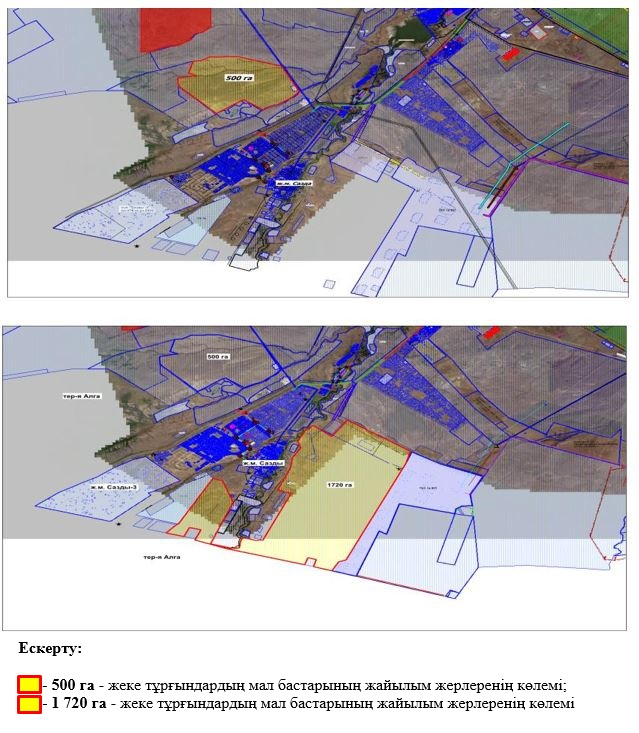 500 га
ж.м. Сазда
500 га
тер-я Алга
ж.м. Сазды
1720 га
ж.м. Сазды-3
тер-я Алга
Ескерту:
- 500 га - жеке тұрғындардың мал бастарының жайылым жерлеренің көлемі;
- 1 720 га - жеке тұрғындардың мал бастарының жайылым жерлеренің көлемі